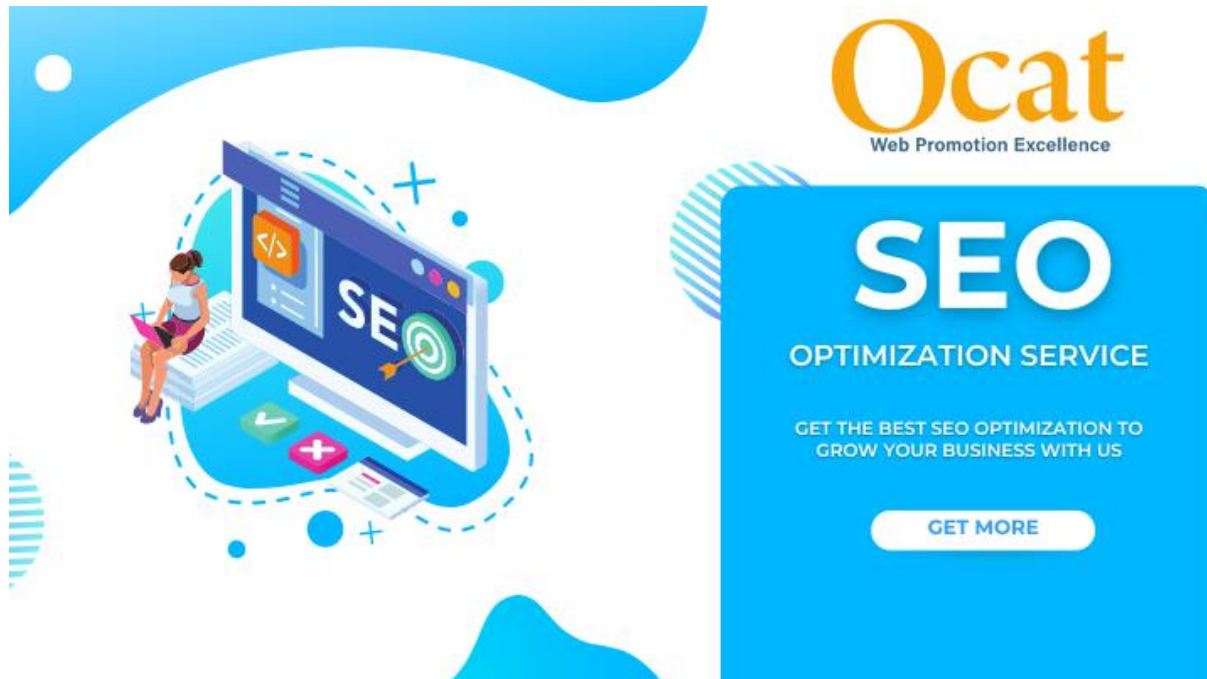 Ocat
Web Promotion Excellence
</>
SEO
SEO
OPTIMIZATION SERVICE
GET THE BEST SEO OPTIMIZATION TO
GROW YOUR BUSINESS WITH US
GET MORE